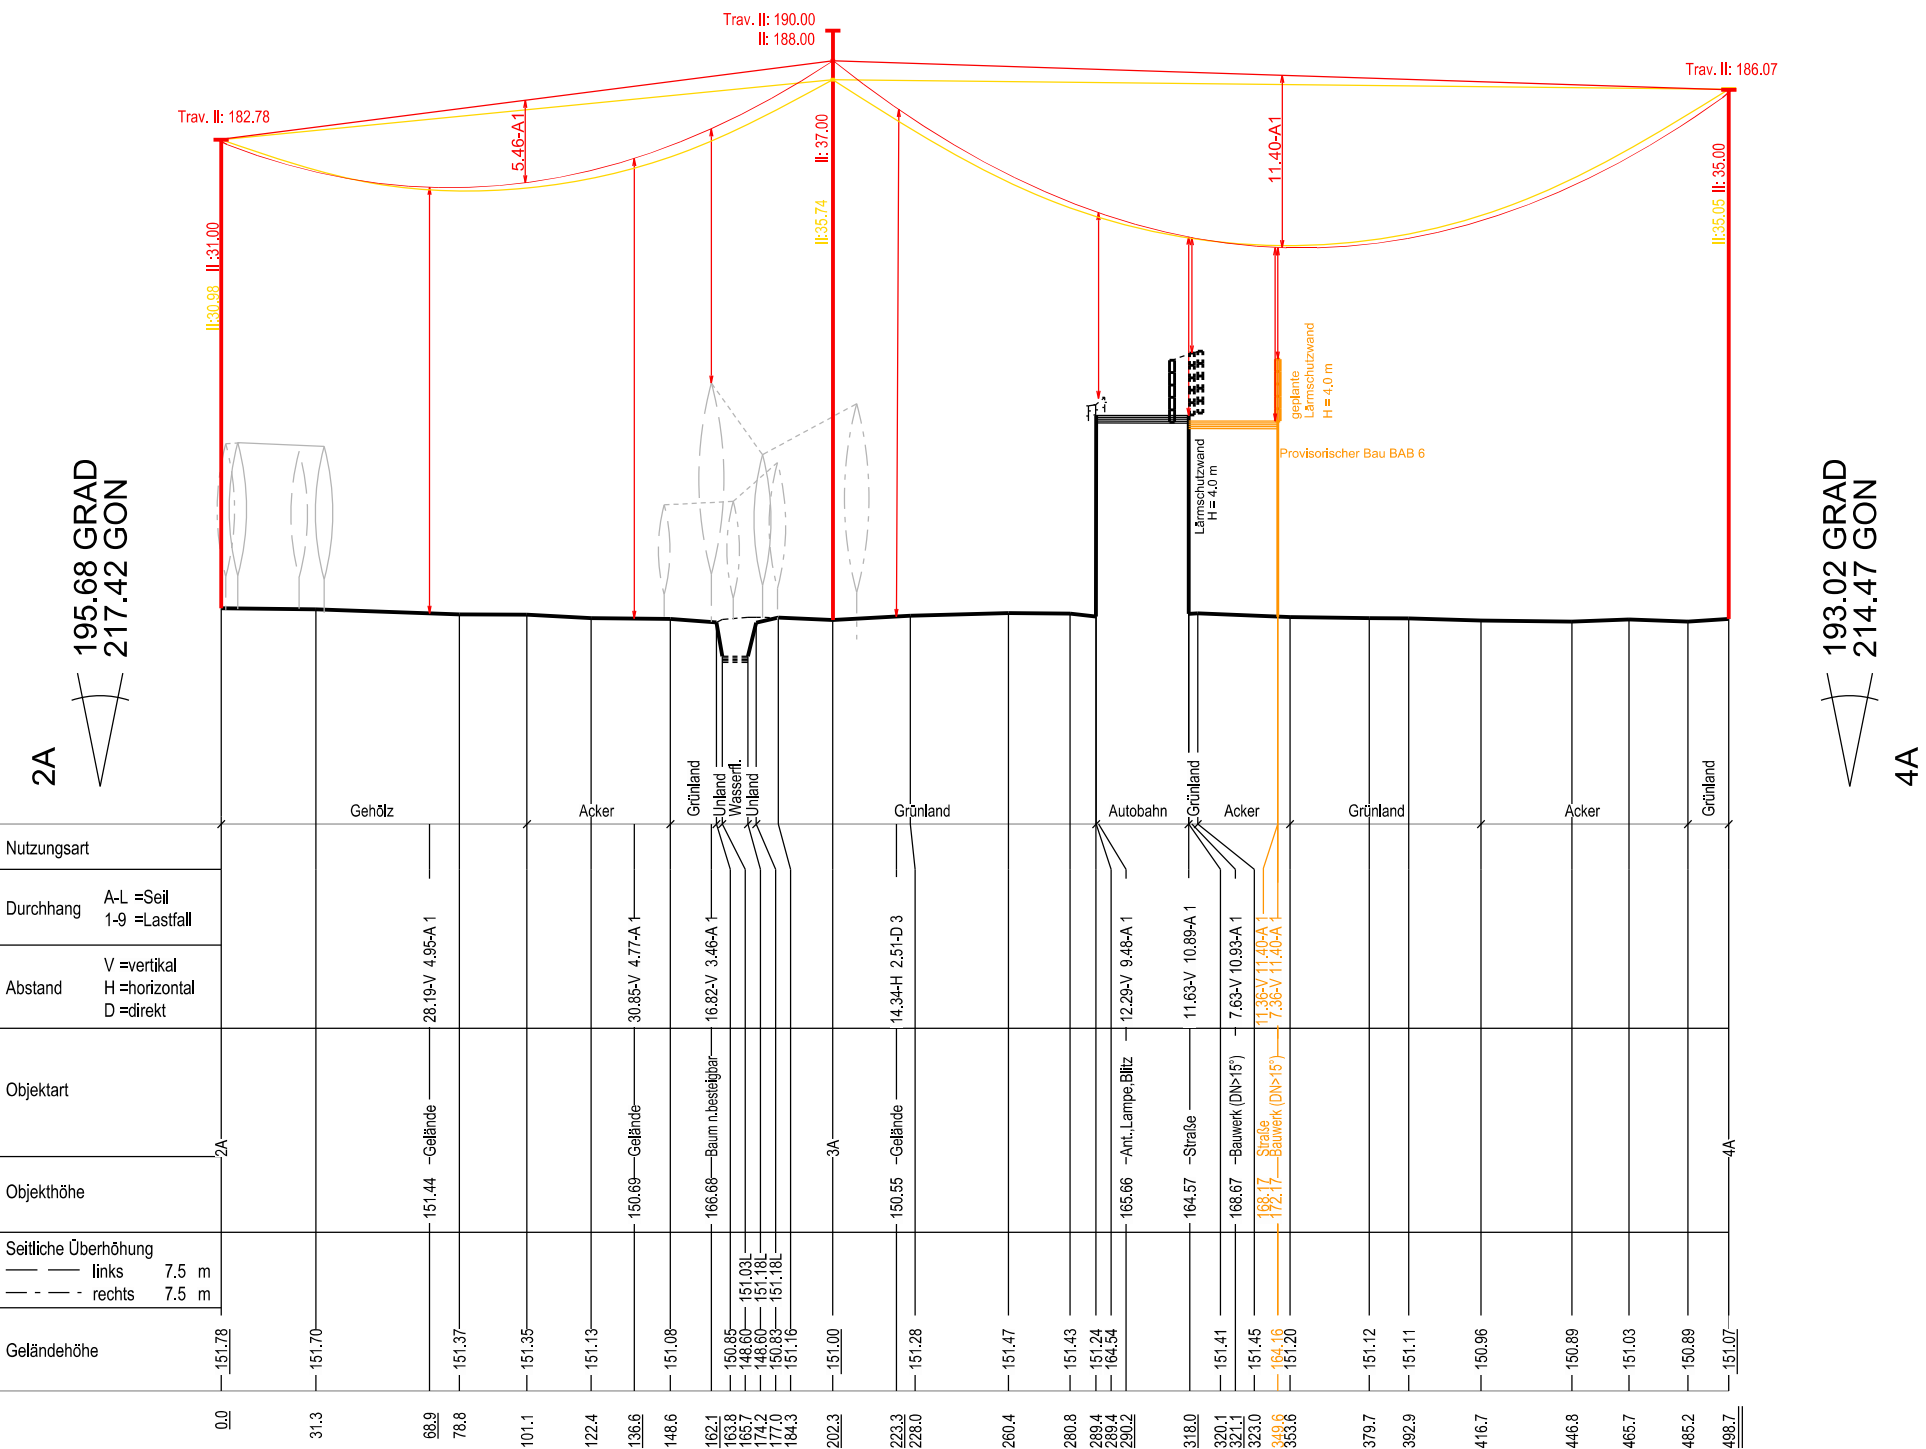 Trav. II: 190.00
II: 188.00
Trav. II: 182.78
Trav. II: 186.07
5.46-A1
11.40-A1
II: 37.00
II:35.74
II :31.00
II:30.98
II: 35.00
II:35.05
geplante
Lärmschutzwand
H = 4.0 m
Provisorischer Bau BAB 6
Lärmschutzwand
H = 4.0 m
195.68 GRAD
217.42 GON
2A
193.02 GRAD
214.47 GON
4A
Gehölz
Acker
Grünland
Unland
Wasserfl.
Unland
Grünland
Autobahn
Grünland
Acker
Grünland
Acker
Grünland
Nutzungsart
Durchhang
A-L =Seil
1-9 =Lastfall
4.95-A 1
4.77-A 1
3.46-A 1
2.51-D 3
9.48-A 1
10.89-A 1
10.93-A 1
11.40-A 1
11.40-A 1
Abstand
V =vertikal
H =horizontal
D =direkt
28.19-V
30.85-V
16.82-V
14.34-H
12.29-V
11.63-V
7.63-V
11.36-V
7.36-V
Objektart
2A
Gelände
Gelände
Baum n.besteigbar
3A
Gelände
Ant.,Lampe,Blitz
Straße
Bauwerk (DN>15°)
Straße
Bauwerk (DN>15°)
4A
Objekthöhe
151.44
150.69
166.68
150.55
165.66
164.57
168.67
168.17
172.17
Seitliche Überhöhung
links 7.5 m
rechts 7.5 m
151.03L
151.18L
151.18L
Geländehöhe
151.78
151.70
151.37
151.35
151.13
151.08
150.85
148.60
148.60
150.83
151.16
151.00
151.28
151.47
151.43
151.24
164.54
151.41
151.45
164.16
151.20
151.12
151.11
150.96
150.89
151.03
150.89
151.07
0.0
31.3
68.9
78.8
101.1
122.4
136.6
148.6
162.1
163.8
165.7
174.2
177.0
184.3
202.3
223.3
228.0
260.4
280.8
289.4
289.4
290.2
318.0
320.1
321.1
323.0
349.6
353.6
379.7
392.9
416.7
446.8
465.7
485.2
498.7